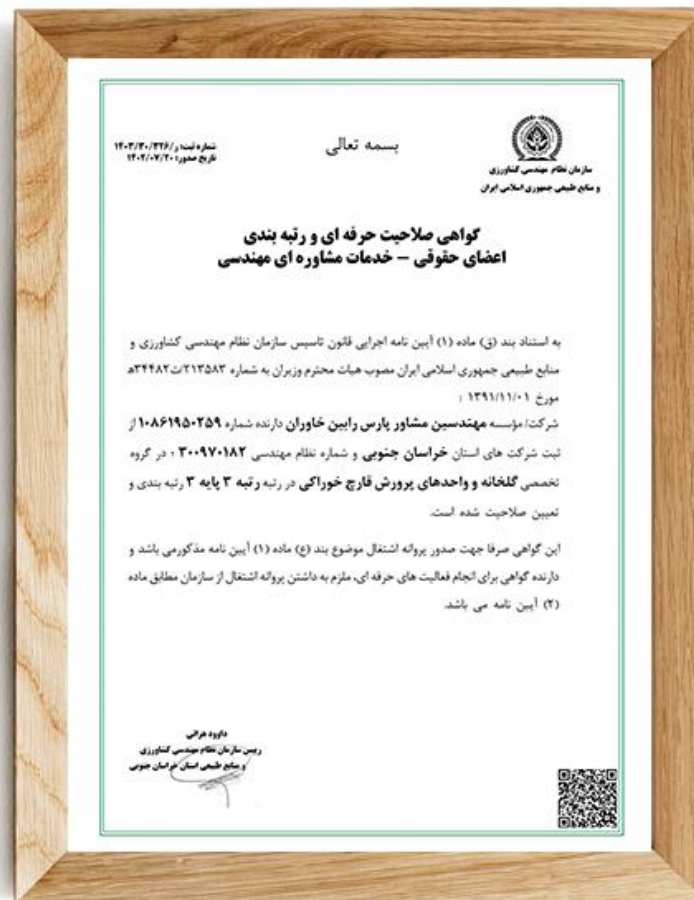 بسمه تعالی
سازمان نظام مهندسی کشاورزی
و منابع طبیعی جمهوری اسلامی ایران
شماره ثبت: ر/۱۴۰۳/۳۰/۳۲۶
تاریخ صدور: ۱۴۰۲/۰۷/۲۰
گواهی صلاحیت حرفه ای و رتبه بندی
اعضای حقوقی – خدمات مشاوره ای مهندسی
به استناد بند (ق) ماده (۱) آیین نامه اجرایی قانون تاسیس سازمان نظام مهندسی کشاورزی و
منابع طبیعی جمهوری اسلامی ایران مصوب هیات محترم وزیران به شماره ۲۱۳۵۸۳/ت۳۴۴۸۲ه
مورخ ۱۳۹۱/۱۱/۰۱ :
شرکت/ مؤسسه مهندسین مشاور پارس رابین خاوران دارنده شماره ۱۰۸۶۱۹۵۰۲۵۹ از
ثبت شرکت های استان خراسان جنوبی و شماره نظام مهندسی ۳۰۰۹۷۰۱۸۲ ، در گروه
تخصصی گلخانه و واحدهای پرورش قارچ خوراکی در رتبه رتبه ۳ پایه ۳ رتبه بندی و
تعیین صلاحیت شده است.
این گواهی صرفا جهت صدور پروانه اشتغال موضوع بند (ع) ماده (۱) آیین نامه مذکورمی باشد و
دارنده گواهی برای انجام فعالیت های حرفه ای، ملزم به داشتن پروانه اشتغال از سازمان مطابق ماده
(۲) آیین نامه می باشد.
داوود هراتی
رییس سازمان نظام مهندسی کشاورزی
و منابع طبیعی استان خراسان جنوبی